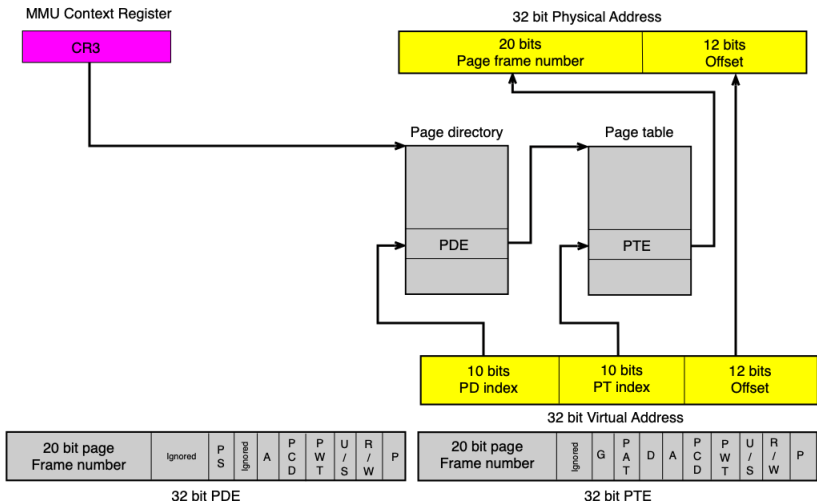 MMU Context Register
32 bit Physical Address
CR3
20 bits
Page frame number
12 bits
Offset
Page directory
Page table
PDE
PTE
10 bits
PD index
10 bits
PT index
12 bits
Offset
32 bit Virtual Address
20 bit page
Frame number
Ignored
P
S
Ignored
A
P
C
D
P
W
T
U
/
S
R
/
W
P
32 bit PDE
20 bit page
Frame number
Ignored
G
P
A
T
D
A
P
C
D
P
W
T
U
/
S
R
/
W
P
32 bit PTE